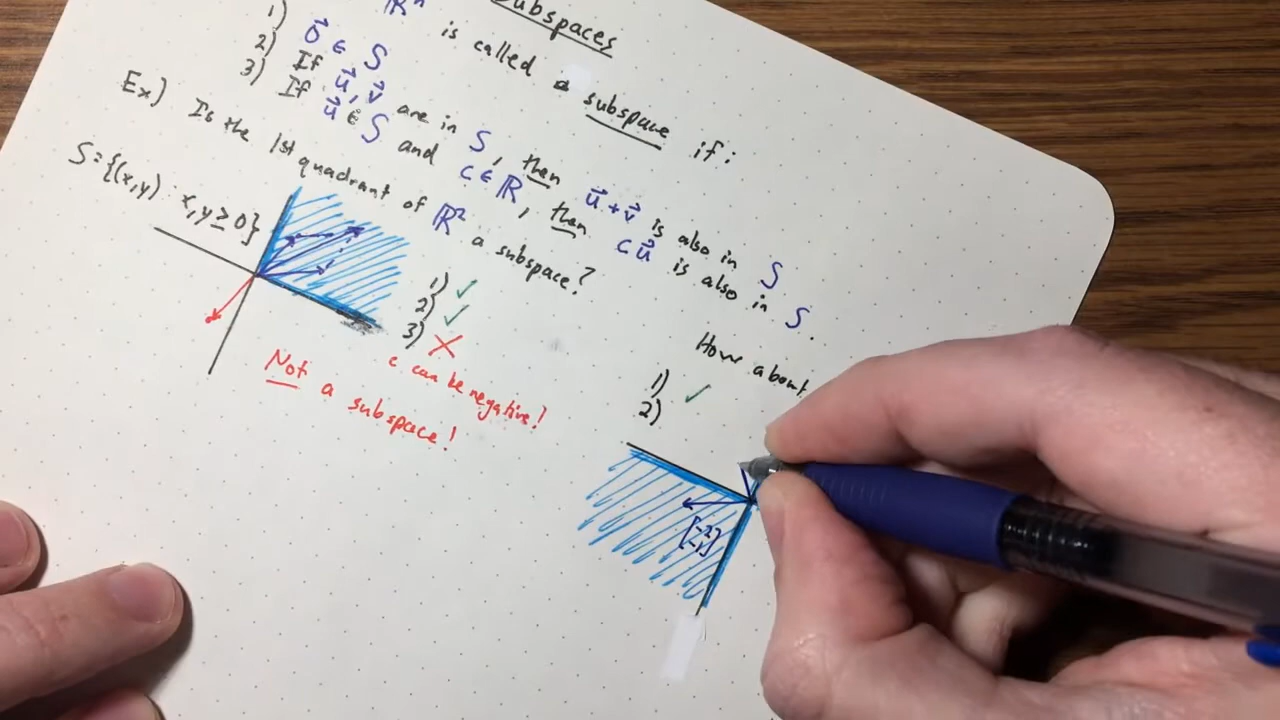 Subspaces
ℝⁿ is called a subspace if:
1) 0⃗ ∈ S
2) If u⃗, v⃗ are in S, then u⃗+v⃗ is also in S
3) If u⃗ ∈ S and c ∈ ℝ, then cu⃗ is also in S.
Ex) Is the 1st quadrant of ℝ² a subspace?
S={(x,y) : x,y≥0}
1) ✓
2) ✓
3) ✗
c can be negative!
Not a subspace!
How about
1) ✓
2)
[-2
-1]